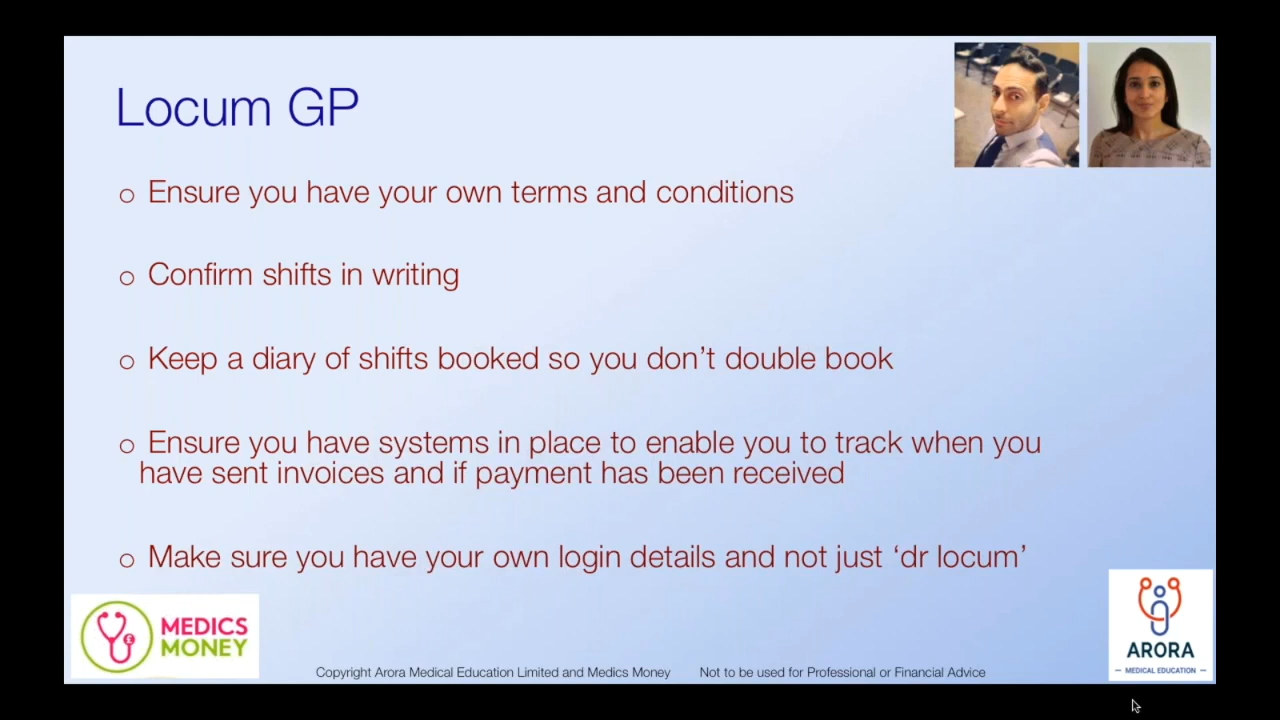 Locum GP
o Ensure you have your own terms and conditions
o Confirm shifts in writing
o Keep a diary of shifts booked so you don’t double book
o Ensure you have systems in place to enable you to track when you
have sent invoices and if payment has been received
o Make sure you have your own login details and not just ‘dr locum’
MEDICS
MONEY
£
Copyright Arora Medical Education Limited and Medics Money Not to be used for Professional or Financial Advice
ARORA
– MEDICAL EDUCATION –